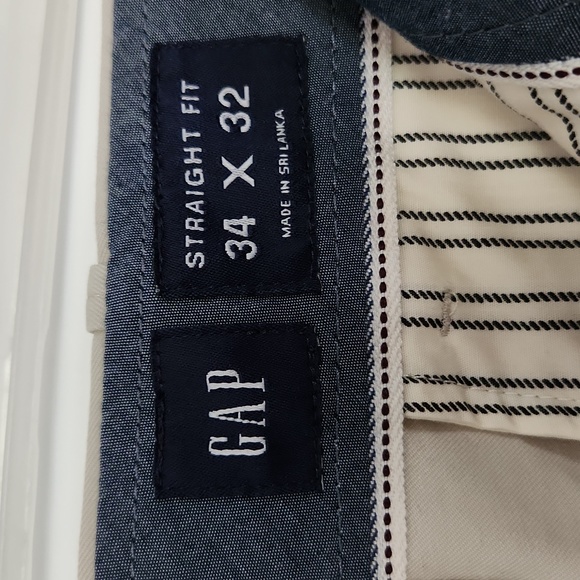 GAP
STRAIGHT FIT
34 X 32
MADE IN SRI LANKA